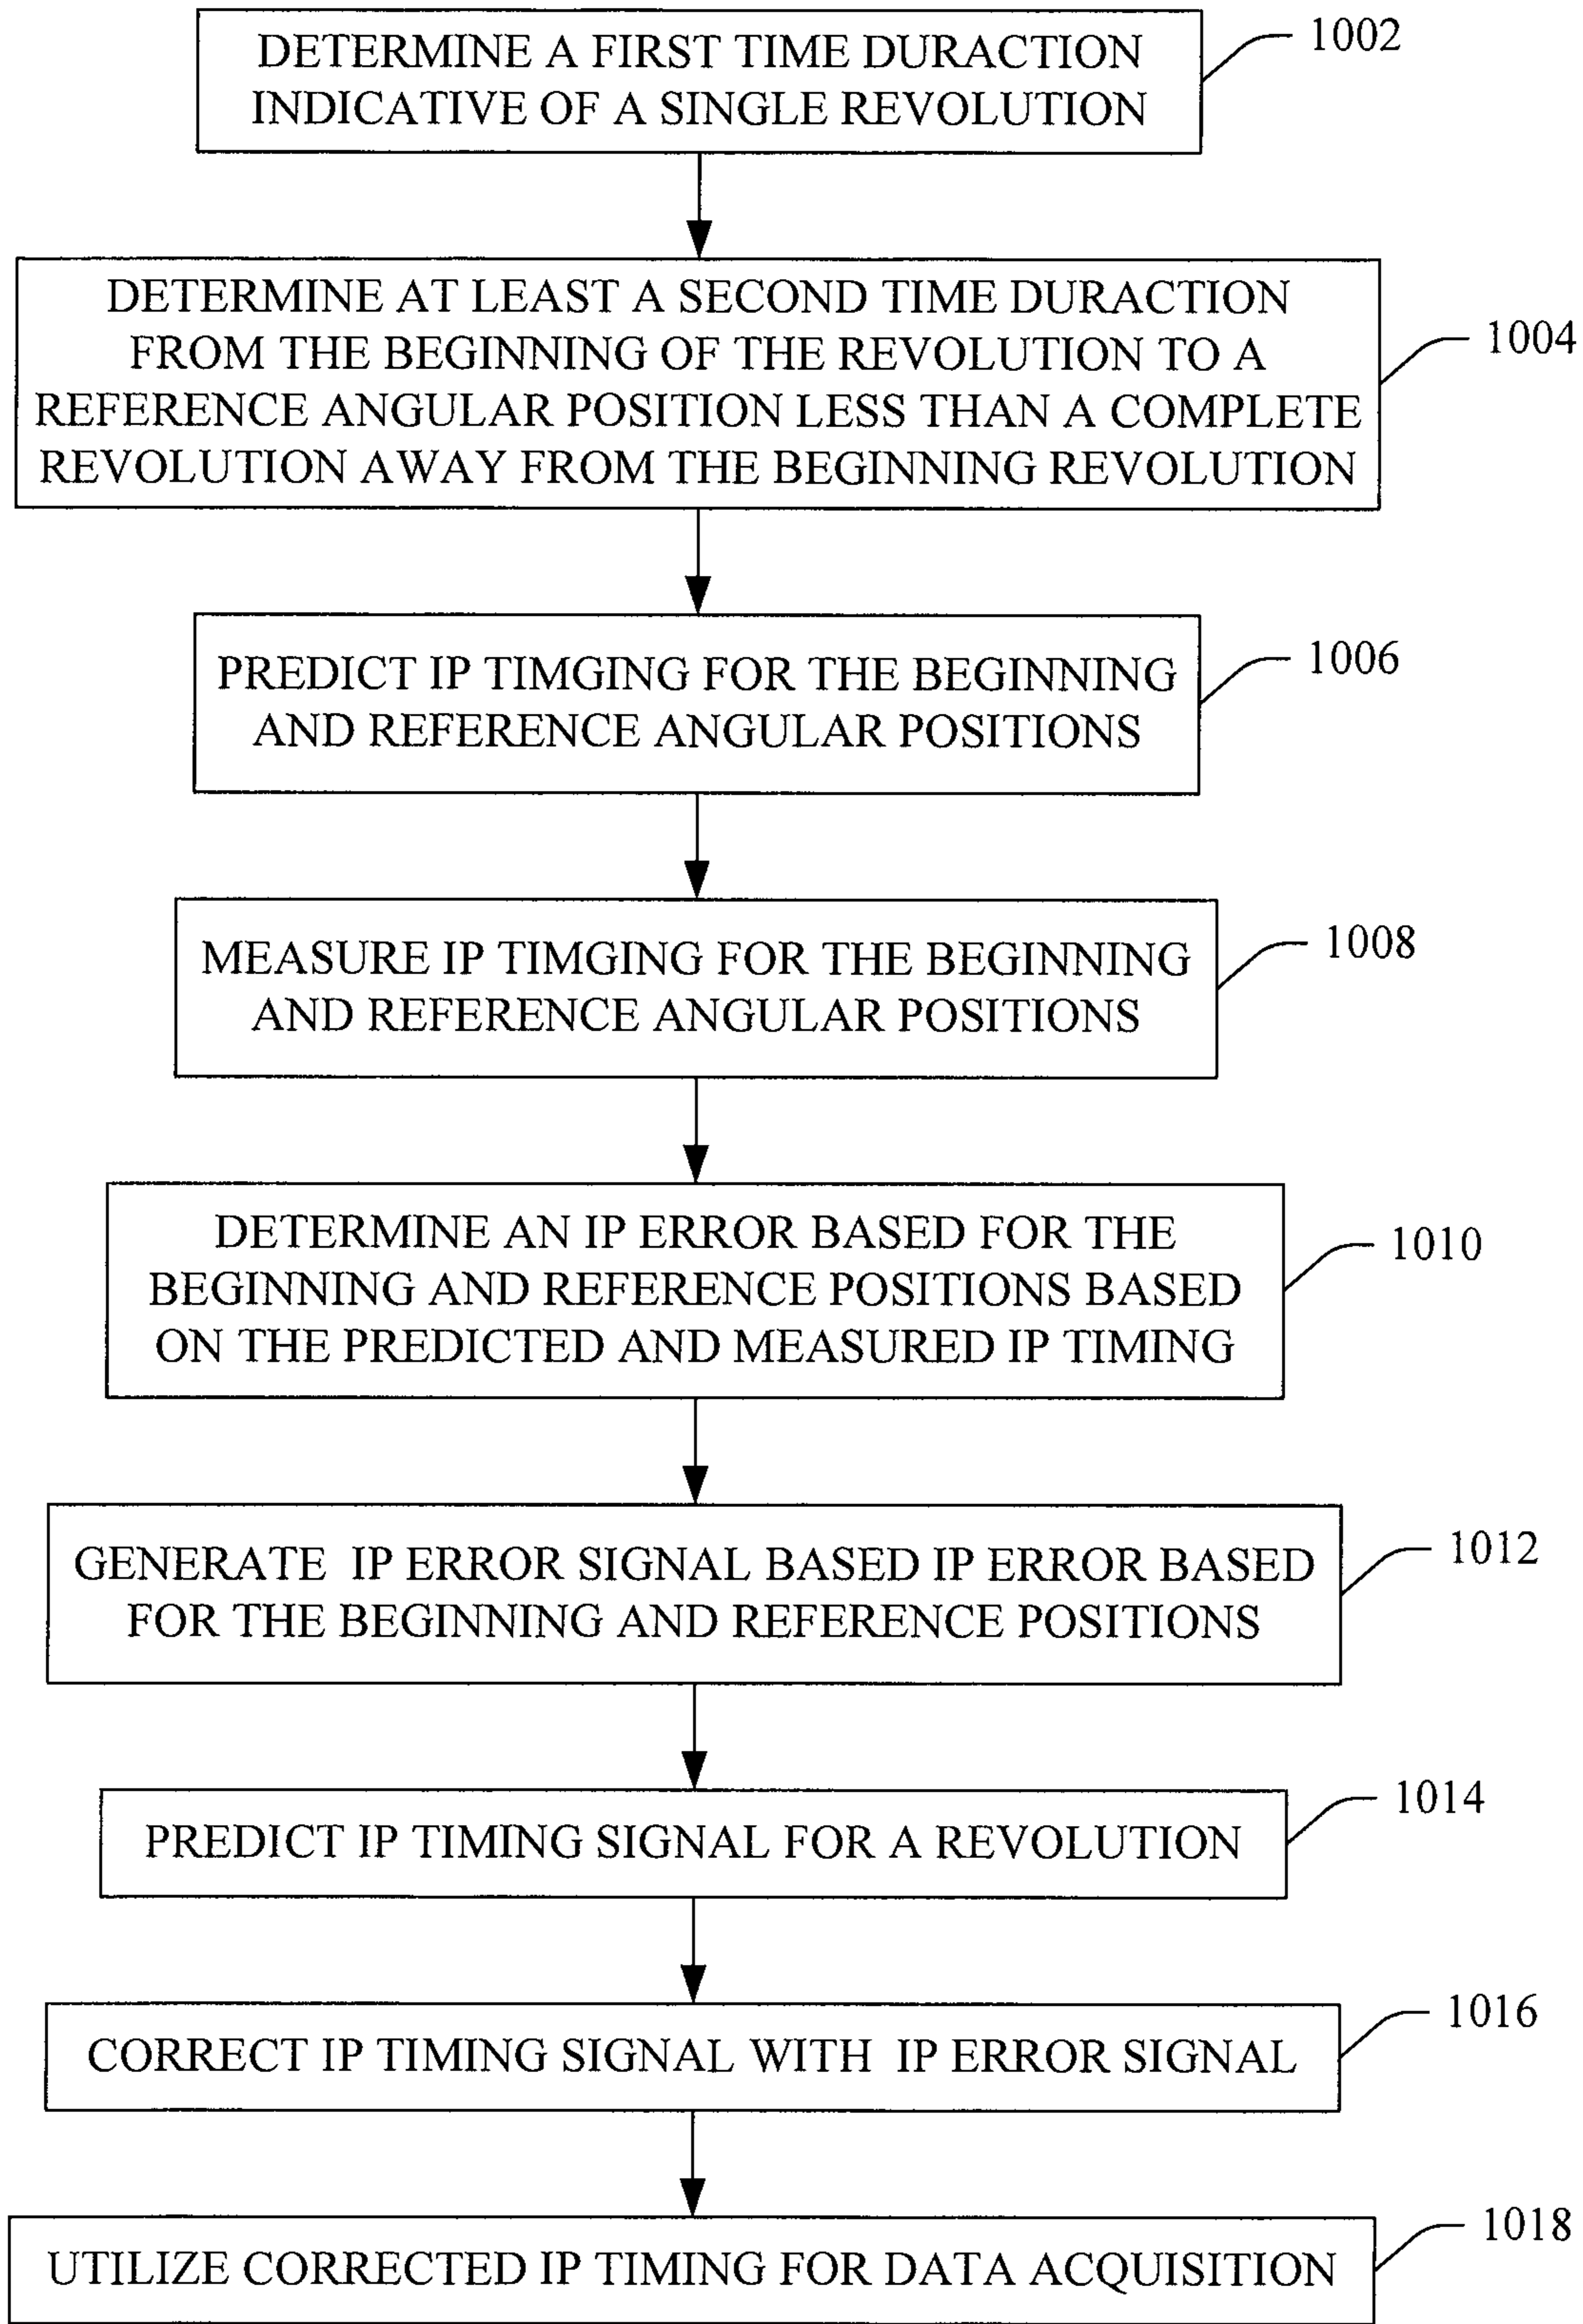 DETERMINE A FIRST TIME DURACTION
INDICATIVE OF A SINGLE REVOLUTION
1002
DETERMINE AT LEAST A SECOND TIME DURACTION
FROM THE BEGINNING OF THE REVOLUTION TO A
REFERENCE ANGULAR POSITION LESS THAN A COMPLETE
REVOLUTION AWAY FROM THE BEGINNING REVOLUTION
1004
PREDICT IP TIMGING FOR THE BEGINNING
AND REFERENCE ANGULAR POSITIONS
1006
MEASURE IP TIMGING FOR THE BEGINNING
AND REFERENCE ANGULAR POSITIONS
1008
DETERMINE AN IP ERROR BASED FOR THE
BEGINNING AND REFERENCE POSITIONS BASED
ON THE PREDICTED AND MEASURED IP TIMING
1010
GENERATE IP ERROR SIGNAL BASED IP ERROR BASED
FOR THE BEGINNING AND REFERENCE POSITIONS
1012
PREDICT IP TIMING SIGNAL FOR A REVOLUTION
1014
CORRECT IP TIMING SIGNAL WITH IP ERROR SIGNAL
1016
UTILIZE CORRECTED IP TIMING FOR DATA ACQUISITION
1018